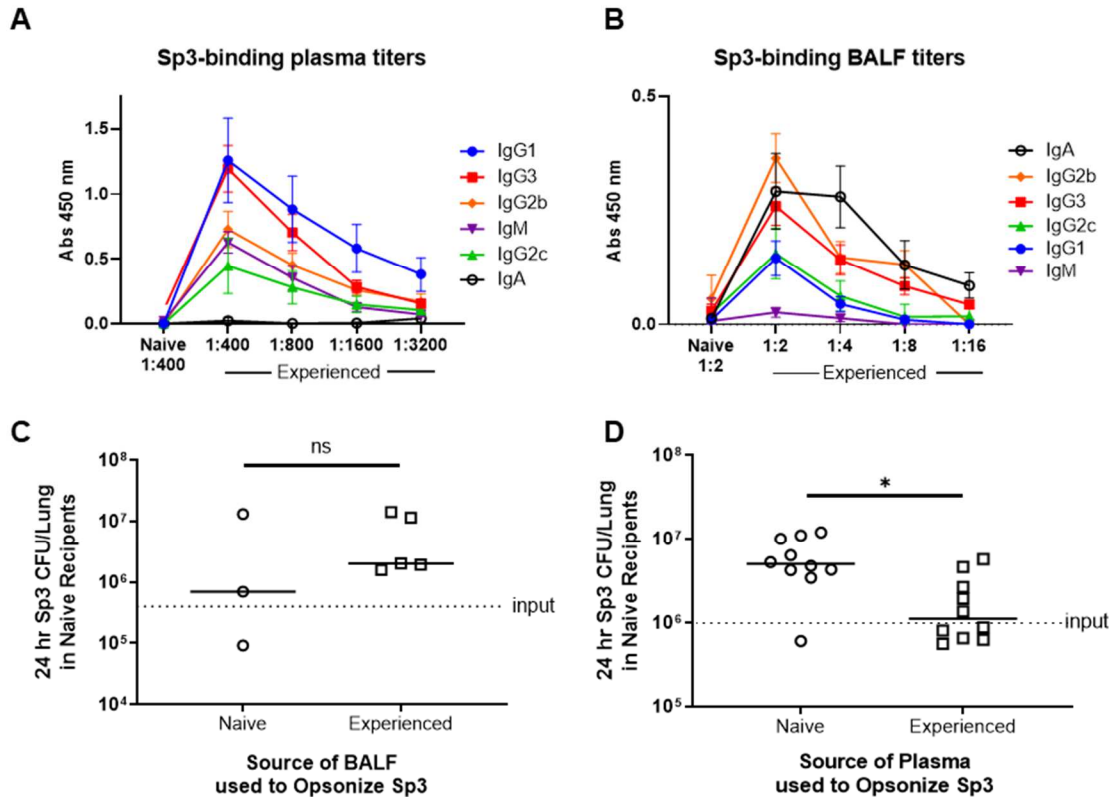 A
Sp3-binding plasma titers
Abs 450 nm
1.5
1.0
0.5
0.0
Naive
1:400
1:400
1:800
1:1600
1:3200
Experienced
IgG1
IgG3
IgG2b
IgM
IgG2c
IgA
B
Sp3-binding BALF titers
Abs 450 nm
0.5
0.0
Naive
1:2
1:2
1:4
1:8
1:16
Experienced
IgA
IgG2b
IgG3
IgG2c
IgG1
IgM
C
24 hr Sp3 CFU/Lung
in Naive Recipents
10⁸
10⁷
10⁶
10⁵
10⁴
ns
input
Naive
Experienced
Source of BALF
used to Opsonize Sp3
D
24 hr Sp3 CFU/Lung
in Naive Recipients
10⁸
10⁷
10⁶
10⁵
*
input
Naive
Experienced
Source of Plasma
used to Opsonize Sp3